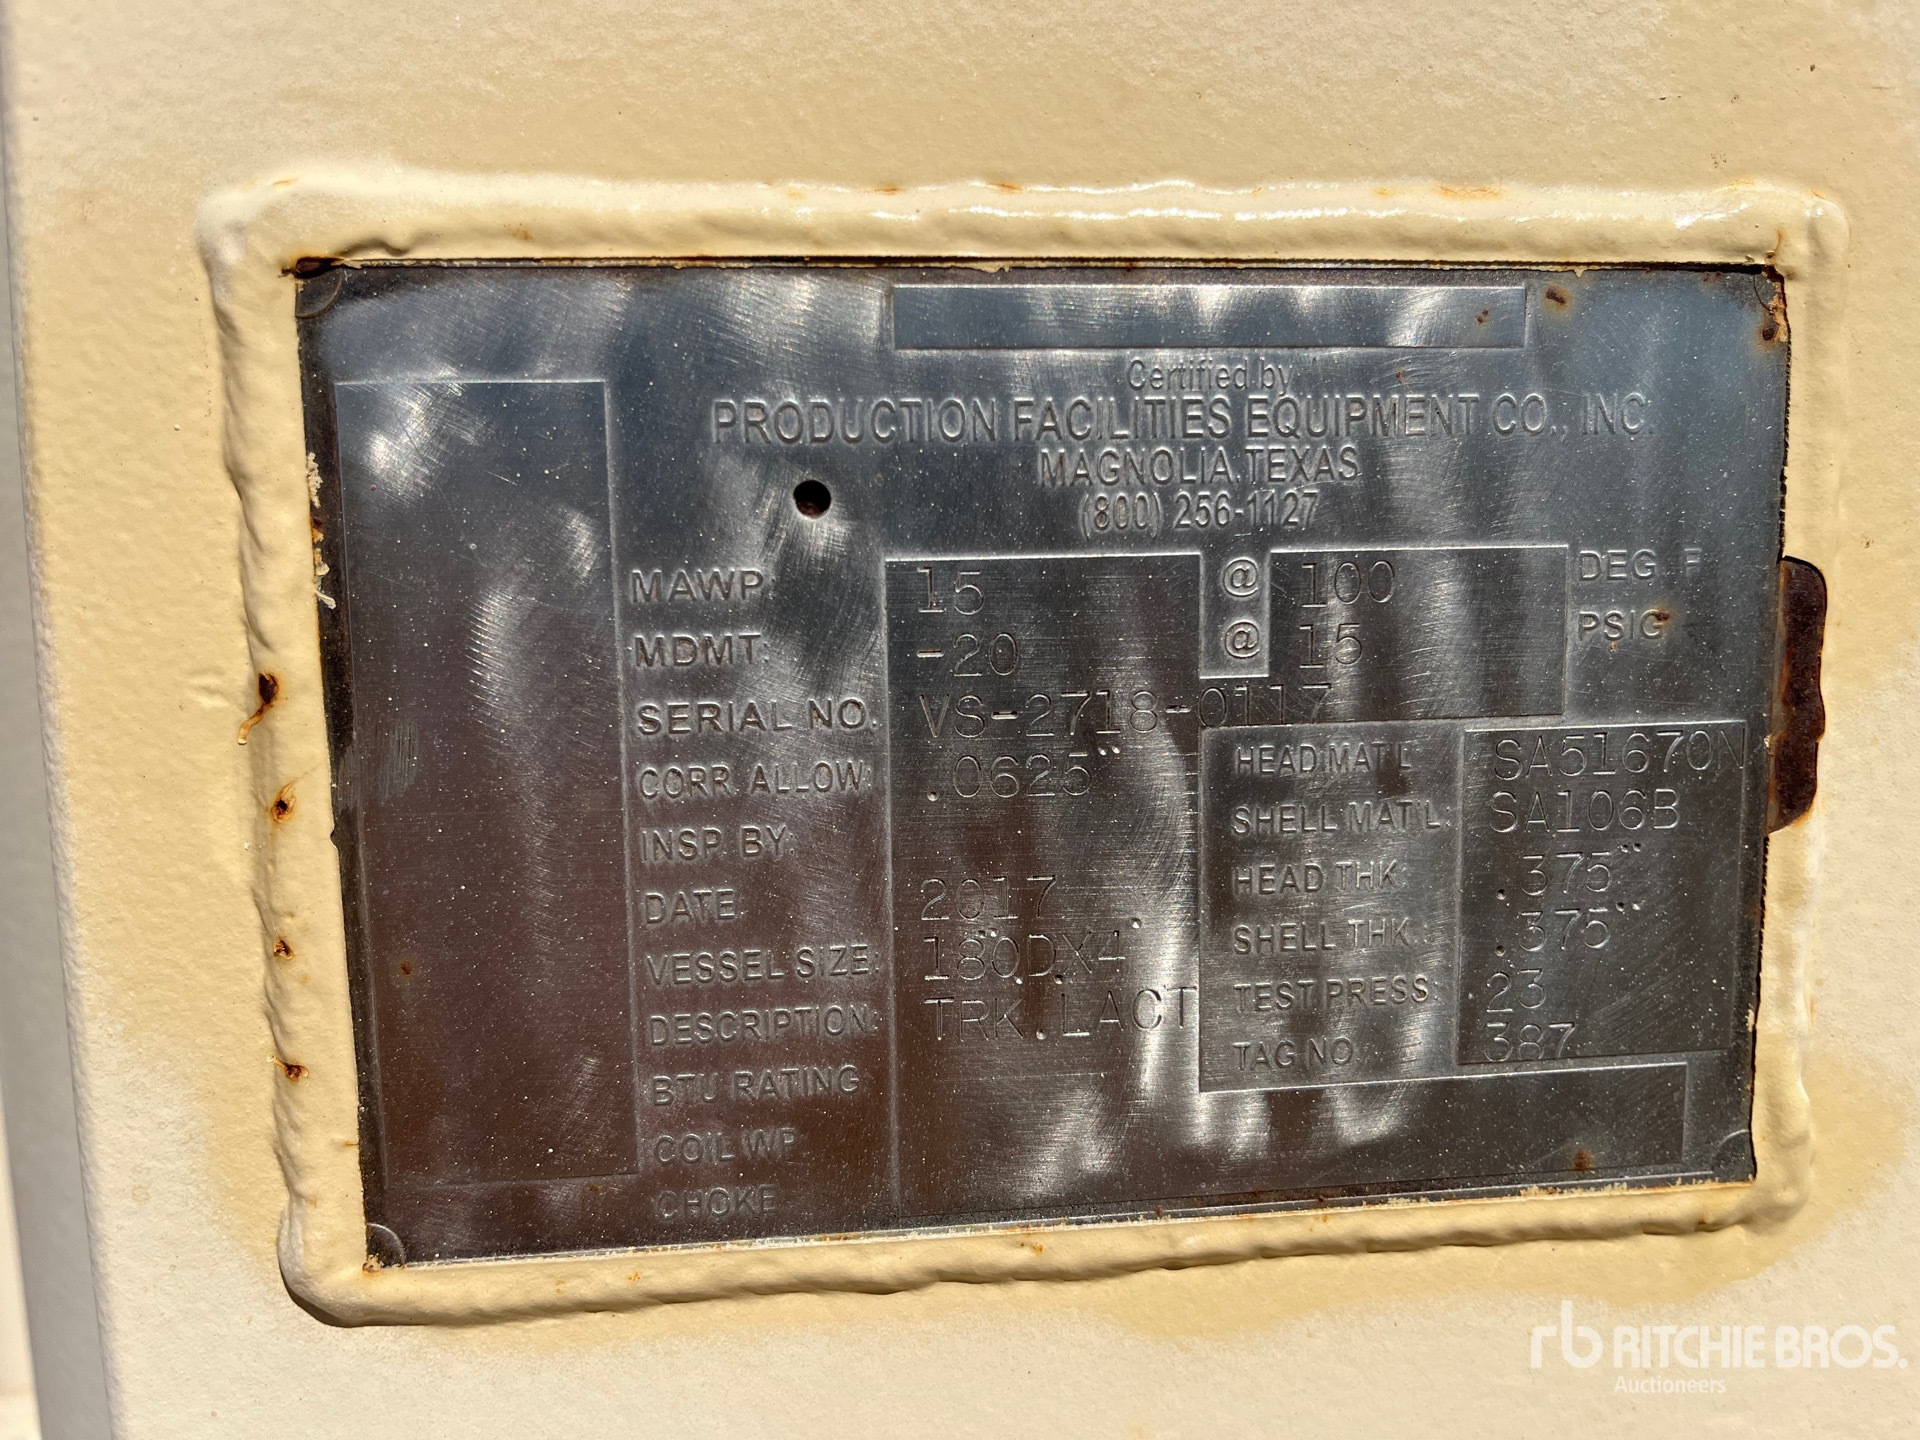 Certified by
PRODUCTION FACILITIES EQUIPMENT CO., INC.
MAGNOLIA, TEXAS
(800) 256-1127
MAWP: 15 @ 100 DEG F
MDMT: -20 @ 15 PSIG
SERIAL NO. VS-2718-0117
CORR. ALLOW: .0625"
INSP BY:
DATE: 2017
VESSEL SIZE: 18"ODX4'
DESCRIPTION: TRK.LACT
BTU RATING
COIL WP:
CHOKE
HEAD MAT'L: SA51670N
SHELL MAT'L: SA106B
HEAD THK: .375"
SHELL THK.: .375"
TEST PRESS: 23
TAG NO. 387
rb RITCHIE BROS.
Auctioneers